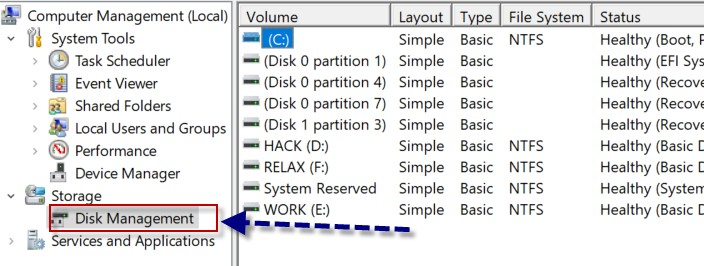 Computer Management (Local)
System Tools
Task Scheduler
Event Viewer
Shared Folders
Local Users and Groups
Performance
Device Manager
Storage
Disk Management
Services and Applications
Volume Layout Type File System Status
(C:) Simple Basic NTFS Healthy (Boot, P
(Disk 0 partition 1) Simple Basic Healthy (EFI Sys
(Disk 0 partition 4) Simple Basic Healthy (Recove
(Disk 0 partition 7) Simple Basic Healthy (Recove
(Disk 1 partition 3) Simple Basic Healthy (Recove
HACK (D:) Simple Basic NTFS Healthy (Basic D
RELAX (F:) Simple Basic NTFS Healthy (Basic D
System Reserved Simple Basic NTFS Healthy (System
WORK (E:) Simple Basic NTFS Healthy (Basic D